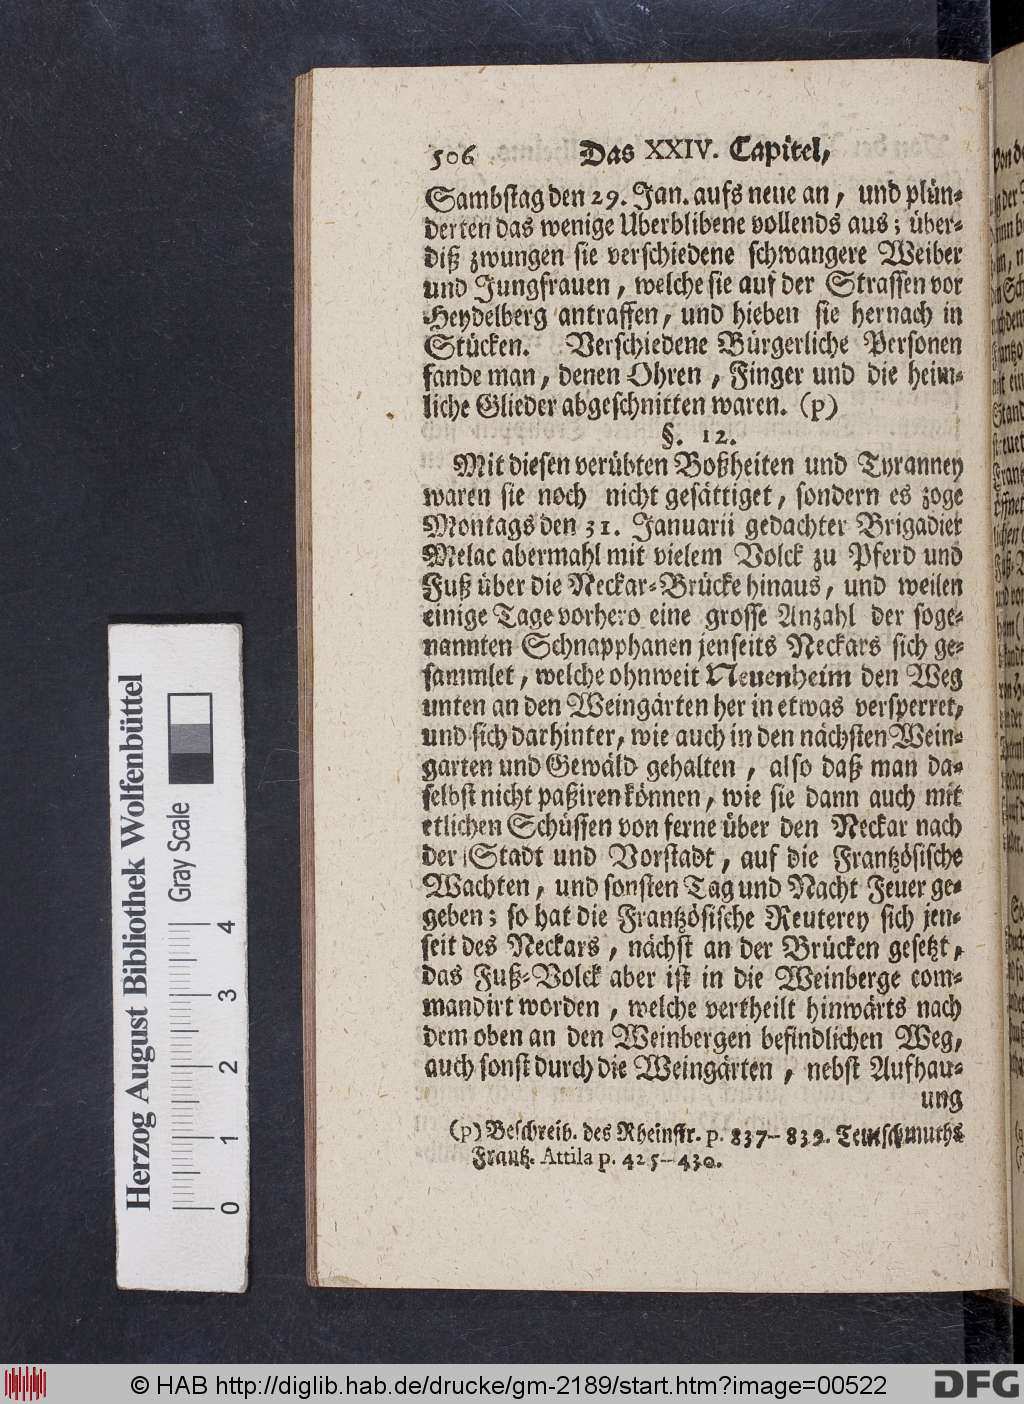 506 Das XXIV. Capitel,
Sambstag den 29. Jan. aufs neue an, und plün-
derten das wenige Uberblibene vollends aus; über-
diß zwungen sie verschiedene schwangere Weiber
und Jungfrauen, welche sie auf der Strassen vor
Heydelberg antraffen, und hieben sie hernach in
Stücken. Verschiedene Bürgerliche Personen
fande man, denen Ohren, Finger und die heim-
liche Glieder abgeschnitten waren. (p)
§. 12.
Mit diesen verübten Boßheiten und Tyranney
waren sie noch nicht gesättiget, sondern es zoge
Montags den 31. Januarii gedachter Brigadier
Melac abermahl mit vielem Volck zu Pferd und
Fuß über die Neckar-Brücke hinaus, und weilen
einige Tage vorhero eine grosse Anzahl der soge-
nannten Schnapphanen jenseits Neckars sich ge-
sammlet, welche ohnweit Neuenheim den Weg
unten an den Weingärten her in etwas versperret,
und sich darhinter, wie auch in den nächsten Wein-
garten und Gewäld gehalten, also daß man da-
selbst nicht paßiren können, wie sie dann auch mit
etlichen Schüssen von ferne über den Neckar nach
der Stadt und Vorstadt, auf die Frantzösische
Wachten, und sonsten Tag und Nacht Feuer ge-
geben; so hat die Frantzösische Reuterey sich jen-
seit des Neckars, nächst an der Brücken gesetzt,
das Fuß-Volck aber ist in die Weinberge com-
mandirt worden, welche vertheilt hinwärts nach
dem oben an den Weinbergen befindlichen Weg,
auch sonst durch die Weingärten, nebst Aufhau-
ung
(p) Beschreib. des Rheinstr. p. 837-839. Teutschmuths
Frantz. Attila p. 425-430.
Herzog August Bibliothek Wolfenbüttel
Gray Scale
0 1 2 3 4
© HAB http://diglib.hab.de/drucke/gm-2189/start.htm?image=00522
diglib
DFG